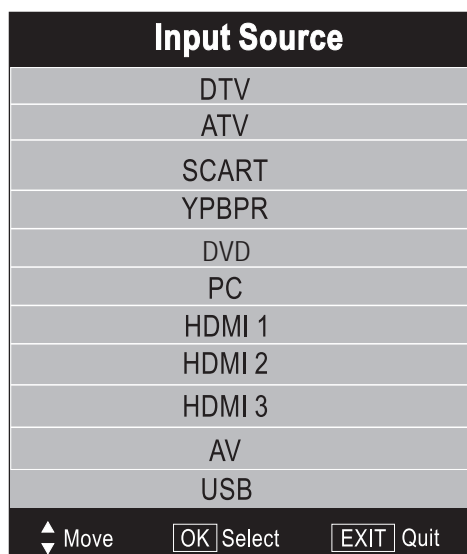 Input Source
DTV
ATV
SCART
YPBPR
DVD
PC
HDMI 1
HDMI 2
HDMI 3
AV
USB
Move OK Select EXIT Quit